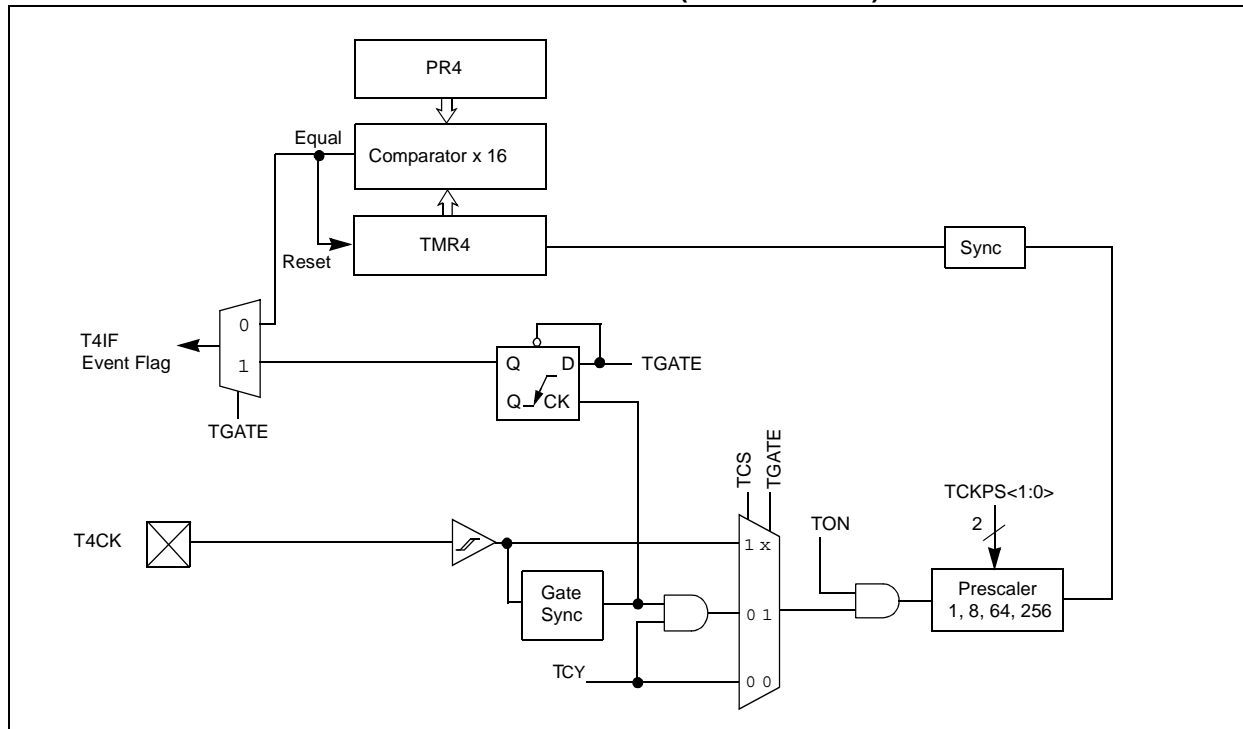 PR4
Equal
Comparator x 16
TMR4
Reset
Sync
0
T4IF
Event Flag
1
Q
D
TGATE
Q
CK
TGATE
TCS
TGATE
TCKPS<1:0>
2
TON
T4CK
1 x
Gate
Sync
0 1
Prescaler
1, 8, 64, 256
TCY
0 0